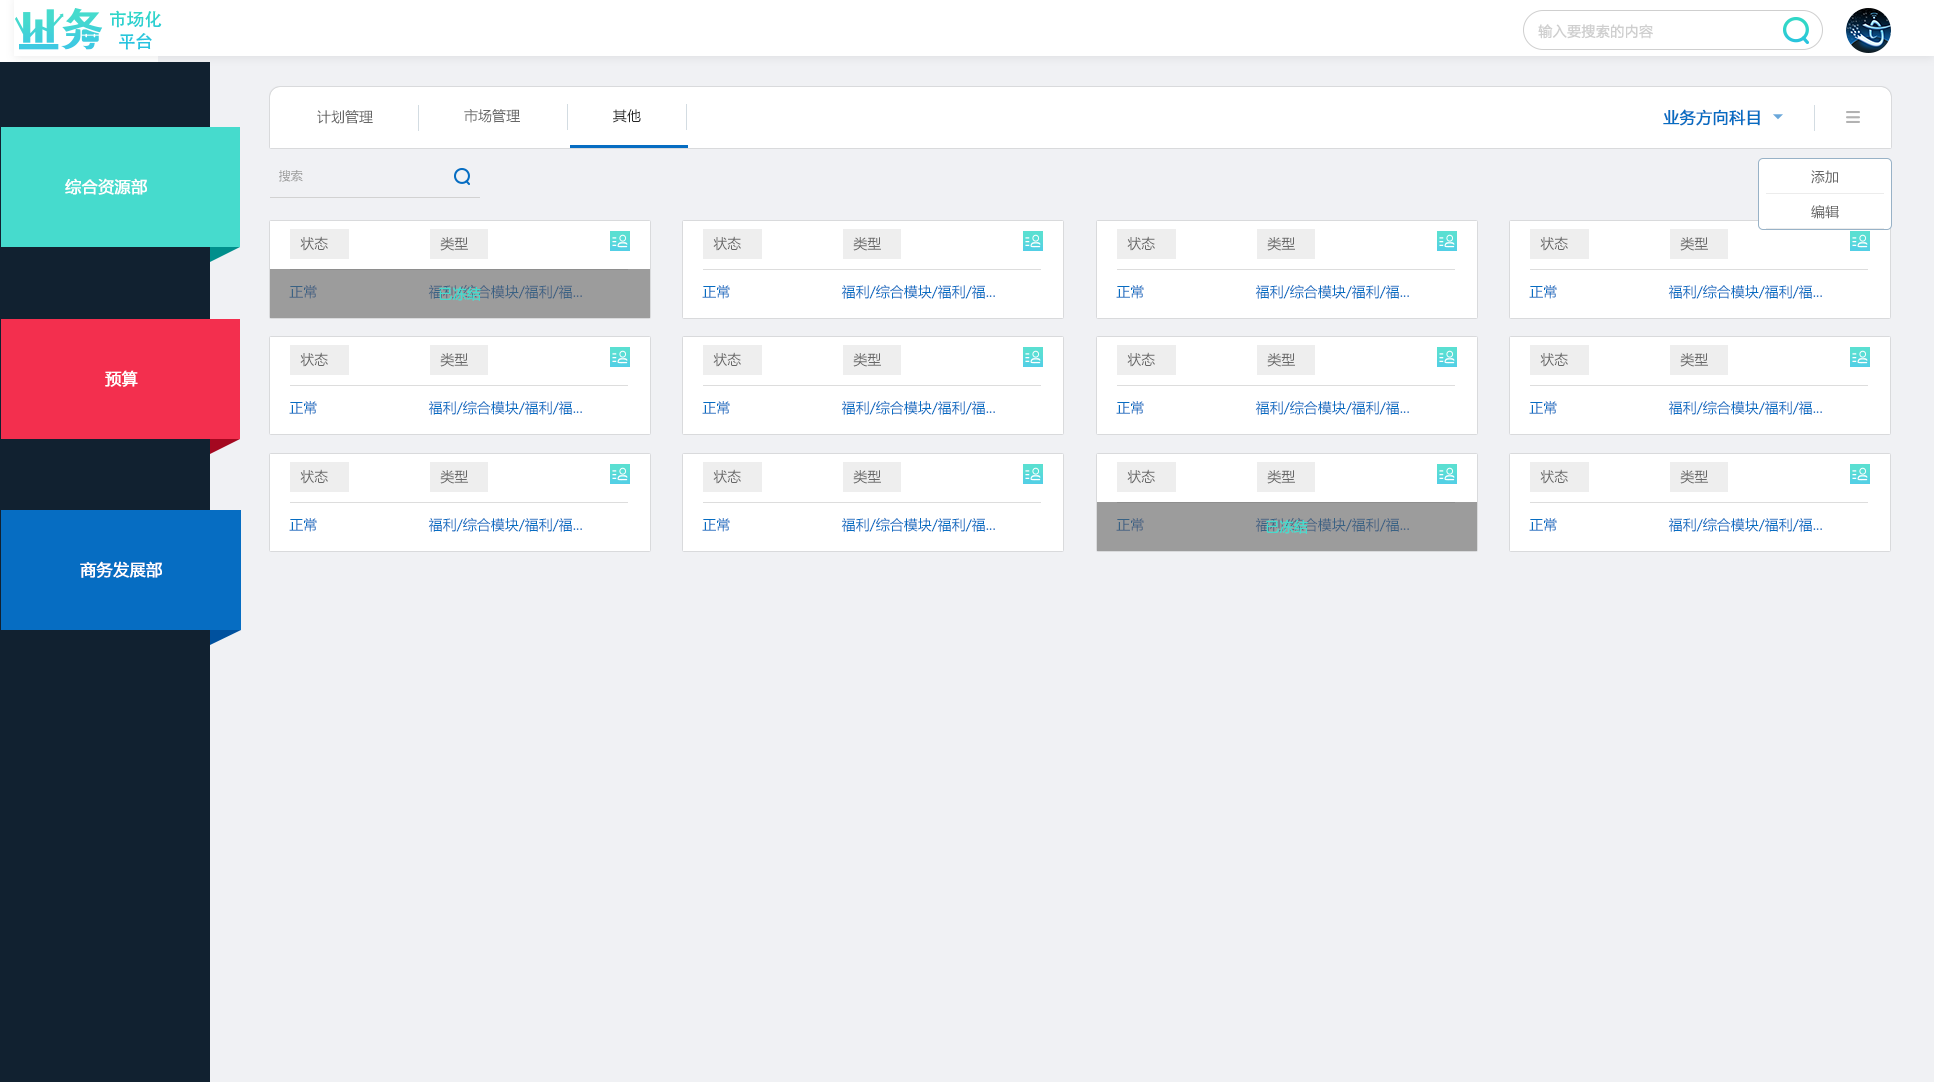 业务 市场化
平台
输入要搜索的内容
计划管理 市场管理 其他 业务方向科目
搜索
添加
编辑
综合资源部
预算
商务发展部
状态 类型 状态 类型 状态 类型 状态 类型
正常 福利/综合模块/福利/福... 已冻结 正常 福利/综合模块/福利/福... 正常 福利/综合模块/福利/福... 正常 福利/综合模块/福利/福...
状态 类型 状态 类型 状态 类型 状态 类型
正常 福利/综合模块/福利/福... 正常 福利/综合模块/福利/福... 正常 福利/综合模块/福利/福... 正常 福利/综合模块/福利/福...
状态 类型 状态 类型 状态 类型 状态 类型
正常 福利/综合模块/福利/福... 正常 福利/综合模块/福利/福... 正常 福利/综合模块/福利/福... 已冻结 正常 福利/综合模块/福利/福...